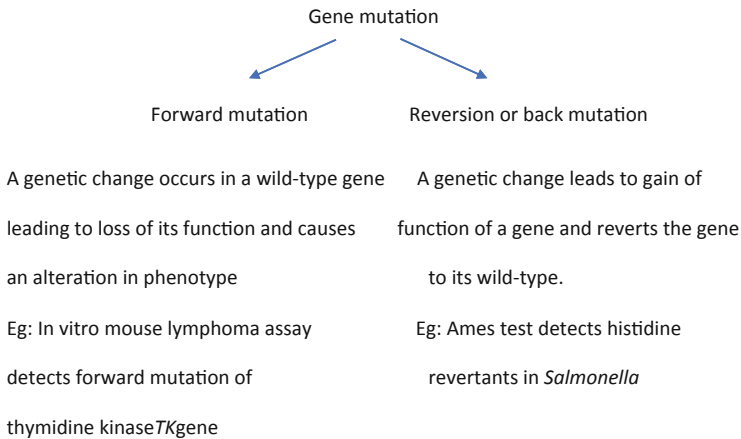 Gene mutation
Forward mutation
A genetic change occurs in a wild-type gene
leading to loss of its function and causes
an alteration in phenotype
Eg: In vitro mouse lymphoma assay
detects forward mutation of
thymidine kinaseTKgene
Reversion or back mutation
A genetic change leads to gain of
function of a gene and reverts the gene
to its wild-type.
Eg: Ames test detects histidine
revertants in Salmonella